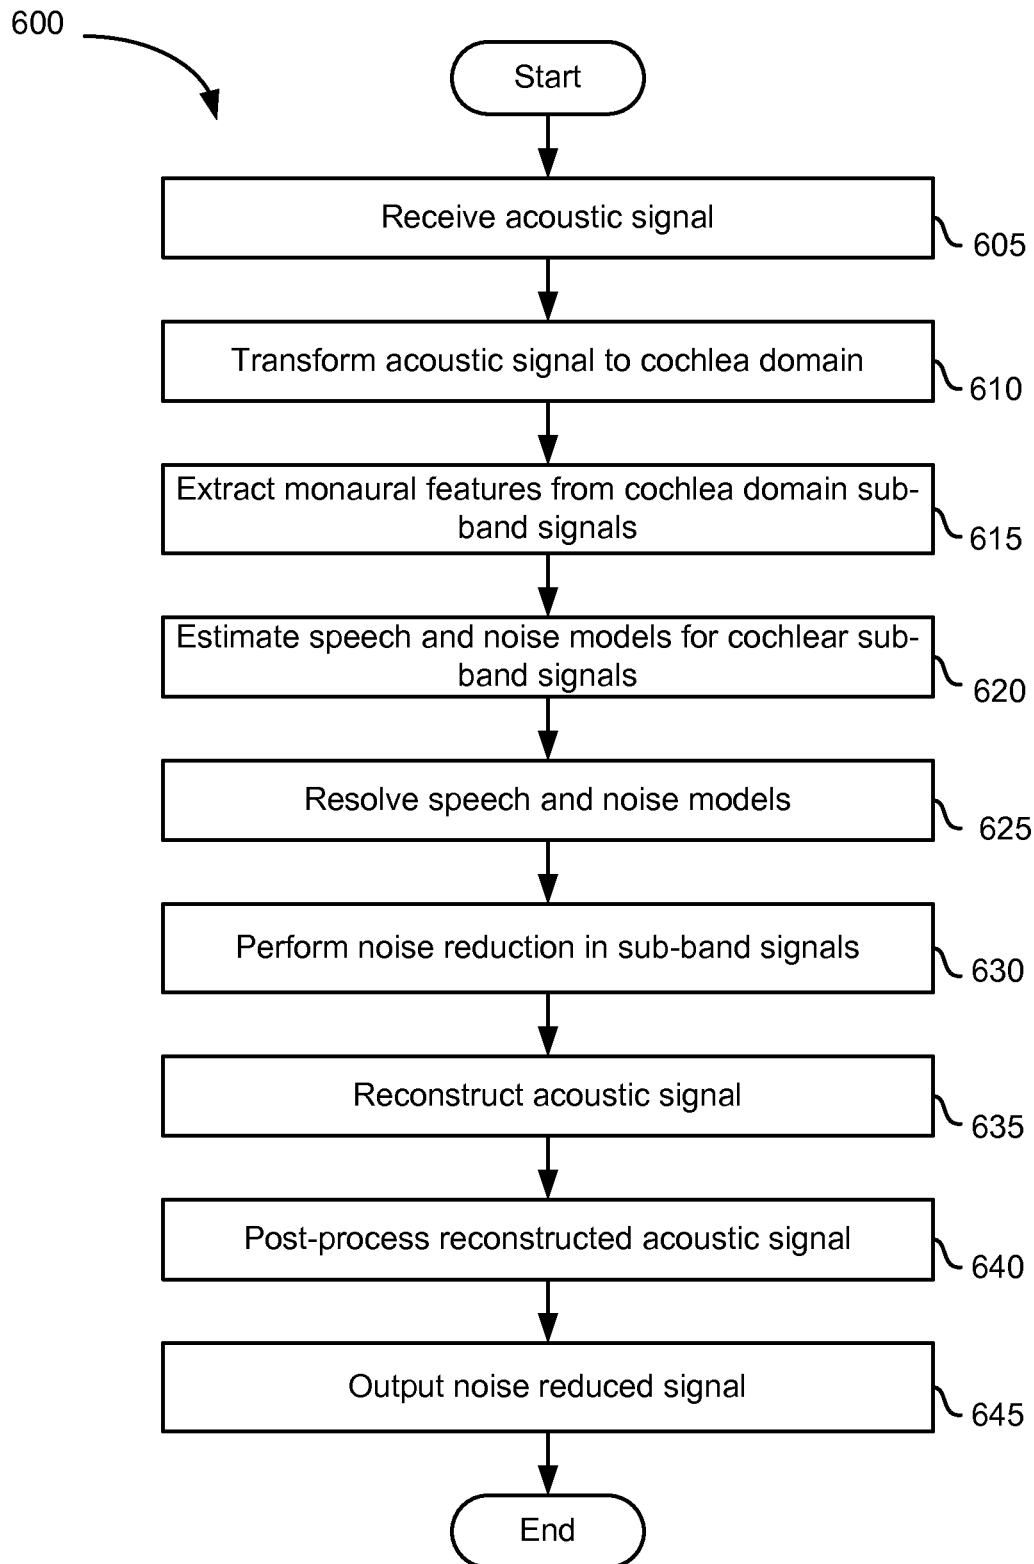 600
Start
Receive acoustic signal
605
Transform acoustic signal to cochlea domain
610
Extract monaural features from cochlea domain sub-
band signals
615
Estimate speech and noise models for cochlear sub-
band signals
620
Resolve speech and noise models
625
Perform noise reduction in sub-band signals
630
Reconstruct acoustic signal
635
Post-process reconstructed acoustic signal
640
Output noise reduced signal
645
End